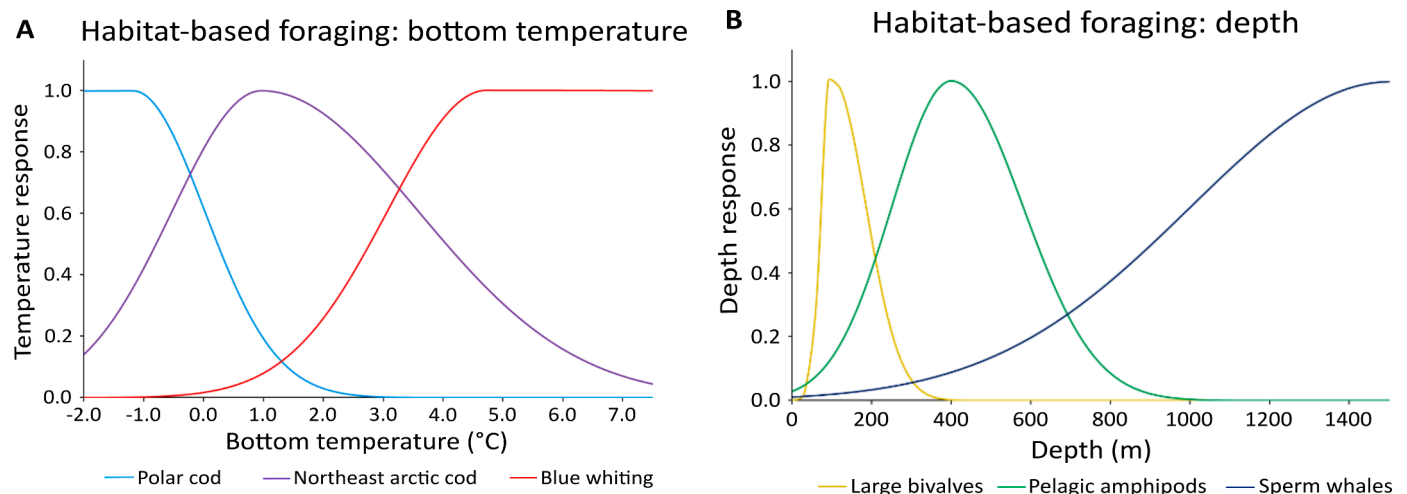 A
Habitat-based foraging: bottom temperature
Temperature response
1.0
0.8
0.6
0.4
0.2
0.0
-2.0 -1.0 0.0 1.0 2.0 3.0 4.0 5.0 6.0 7.0
Bottom temperature (°C)
Polar cod Northeast arctic cod Blue whiting
B
Habitat-based foraging: depth
Depth response
1.0
0.8
0.6
0.4
0.2
0.0
0 200 400 600 800 1000 1200 1400
Depth (m)
Large bivalves Pelagic amphipods Sperm whales